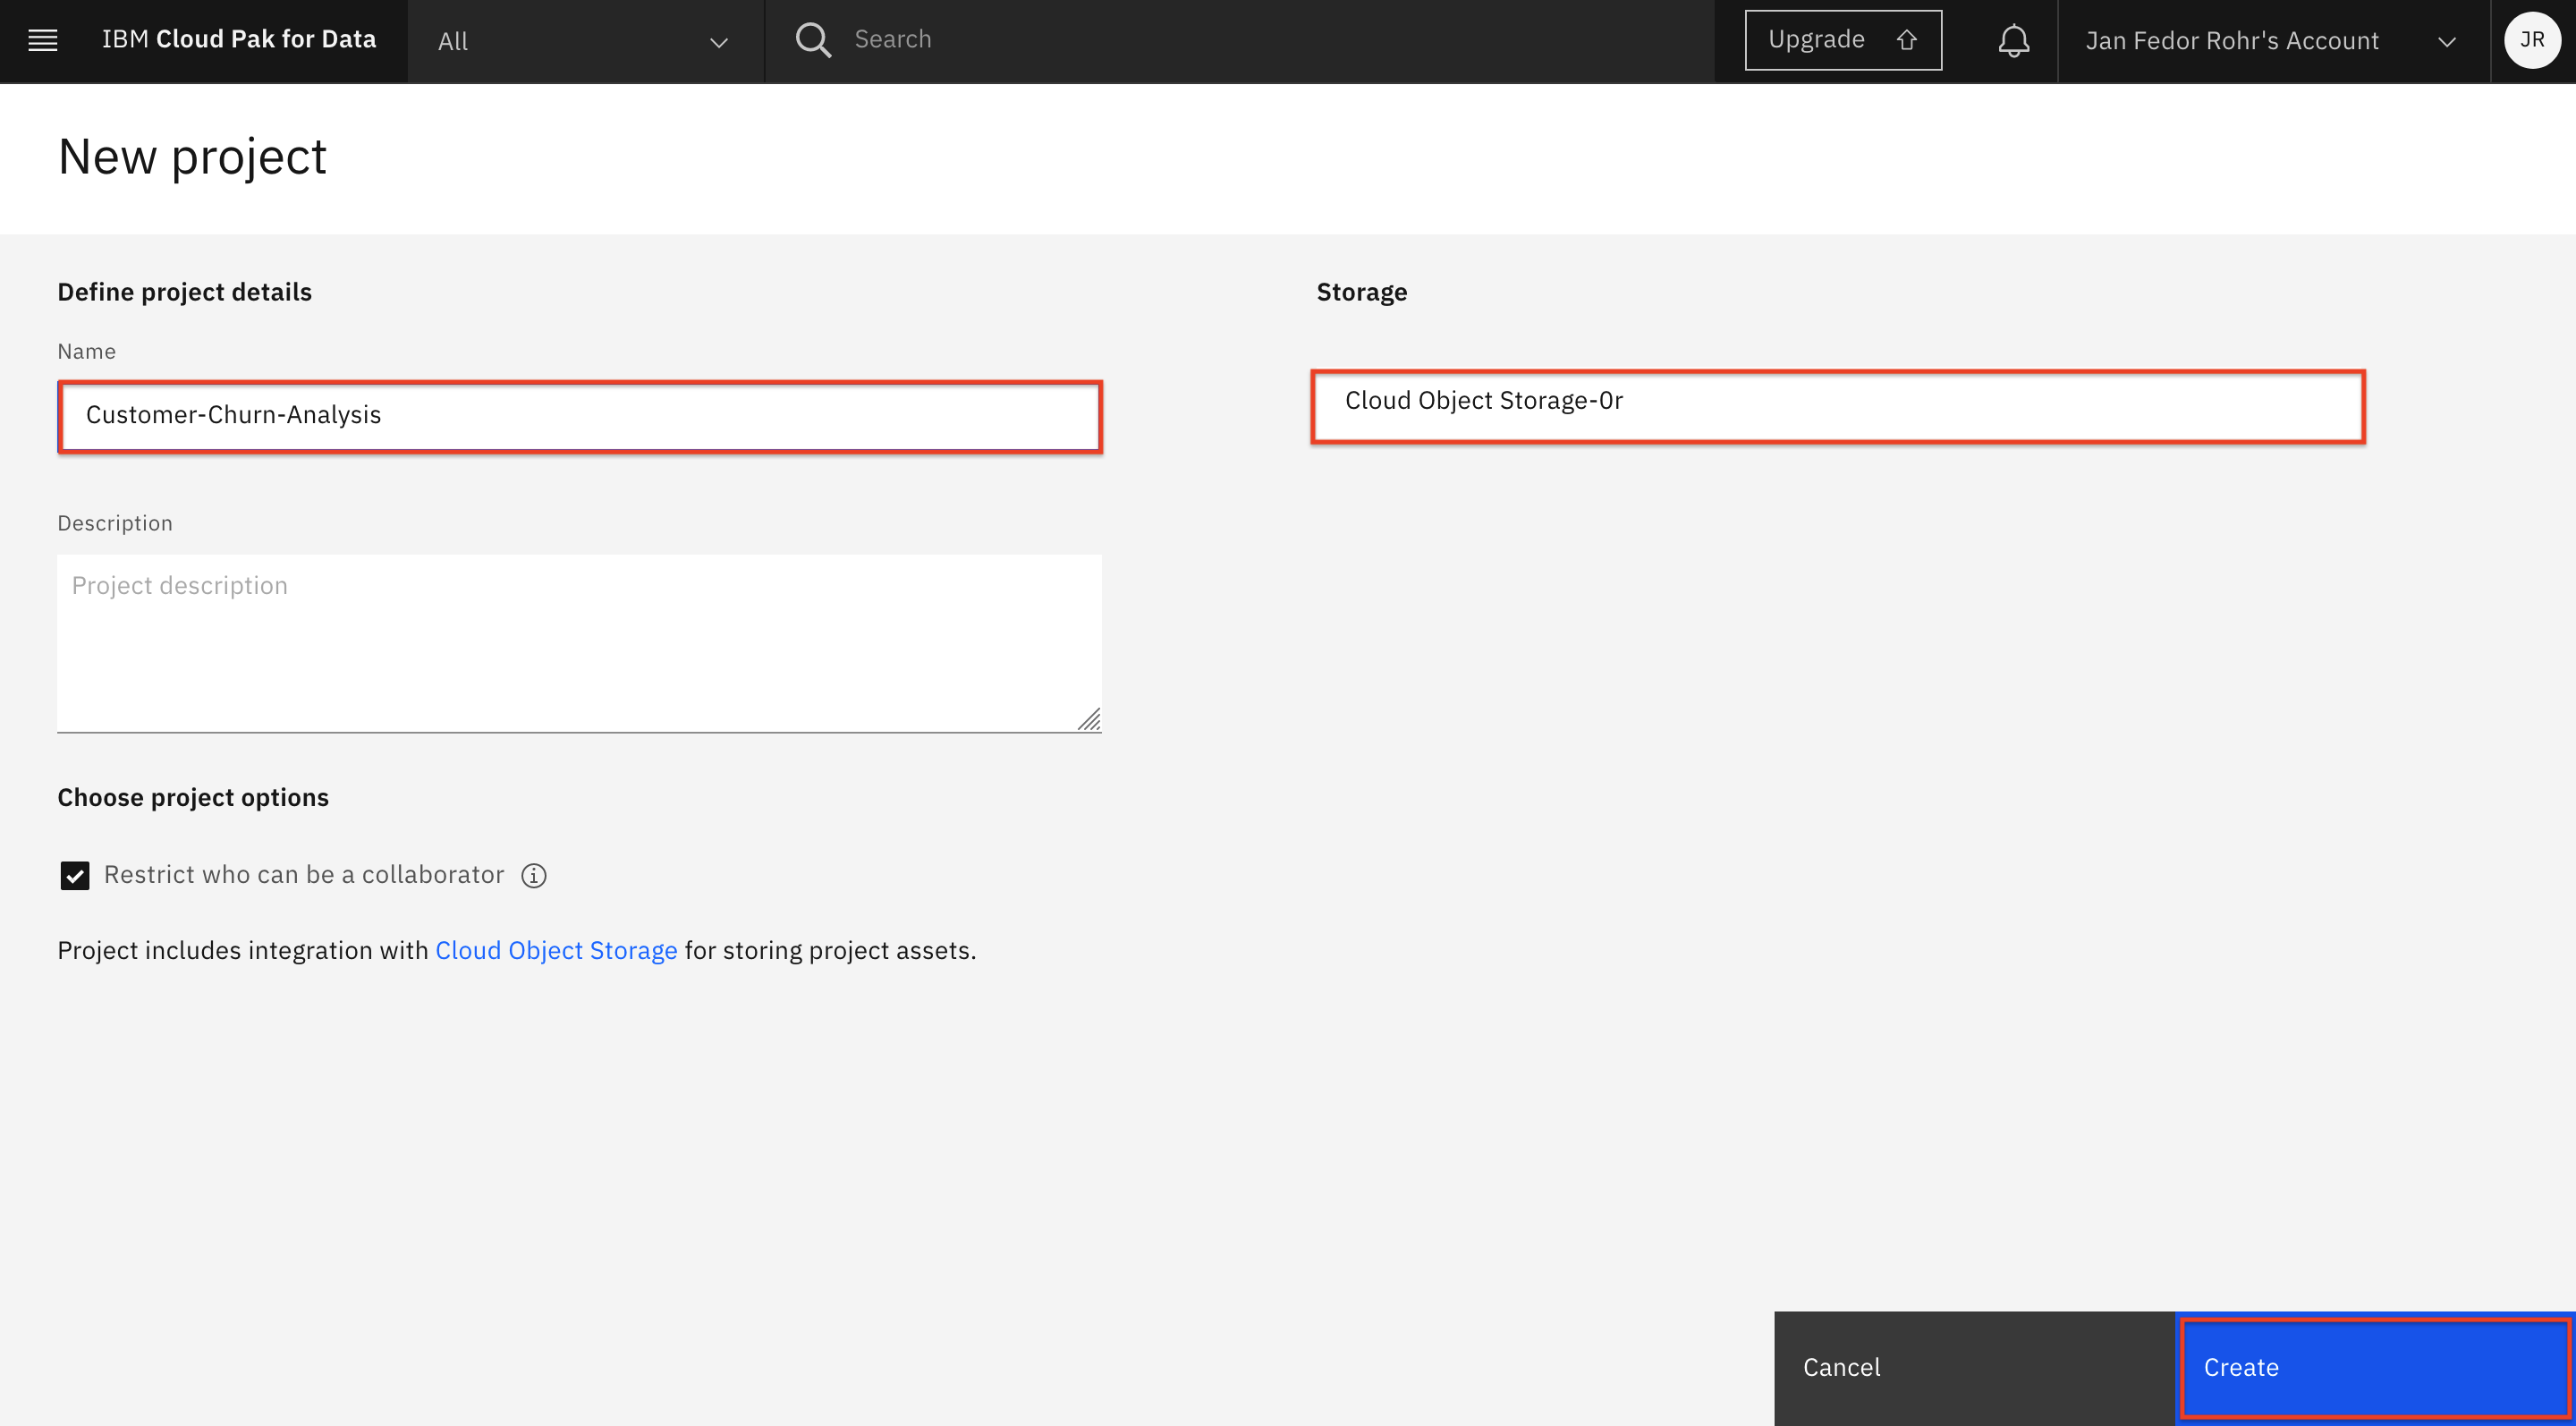 IBM Cloud Pak for Data
All
Search
Upgrade
Jan Fedor Rohr's Account
JR
New project
Define project details
Name
Customer-Churn-Analysis
Description
Project description
Choose project options
Restrict who can be a collaborator
Project includes integration with Cloud Object Storage for storing project assets.
Storage
Cloud Object Storage-0r
Cancel
Create